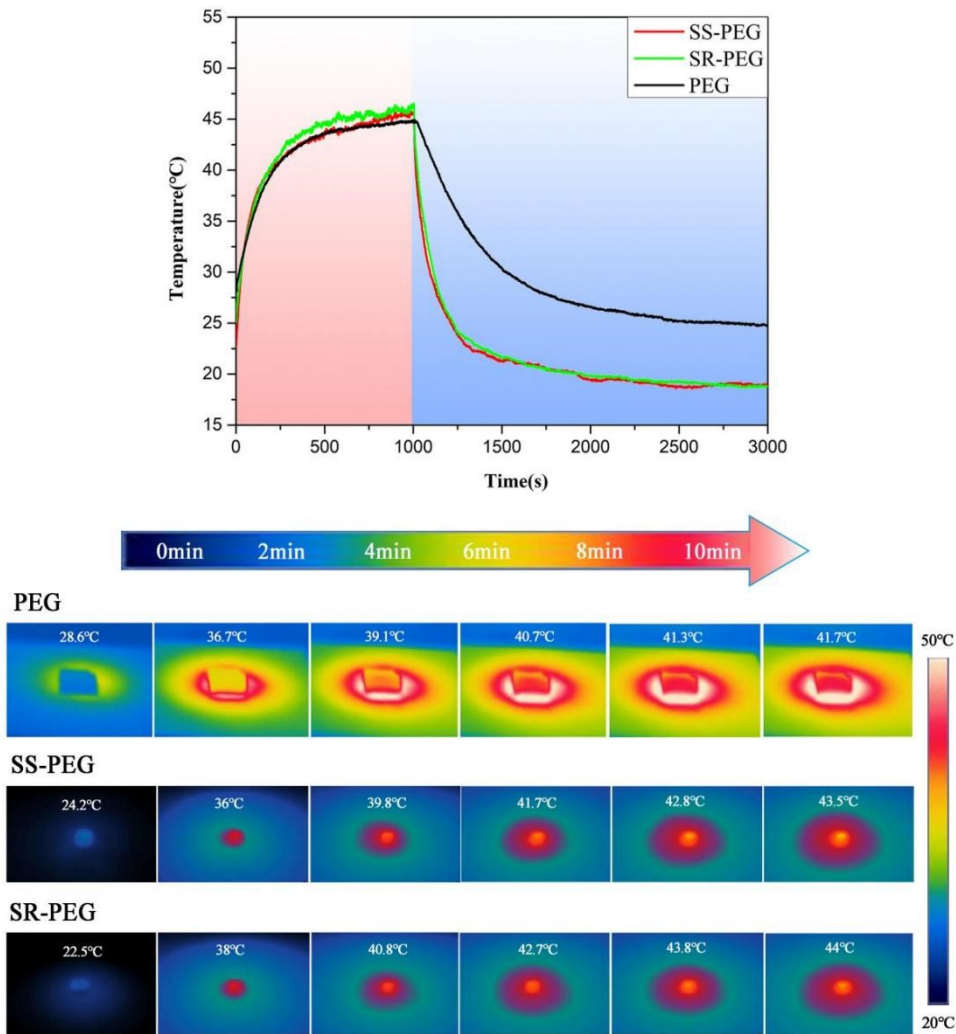 55
50
45
40
35
30
25
20
15
Temperature(℃)
SS-PEG
SR-PEG
PEG
0 500 1000 1500 2000 2500 3000
Time(s)
0min 2min 4min 6min 8min 10min
PEG
28.6℃ 36.7℃ 39.1℃ 40.7℃ 41.3℃ 41.7℃
50℃
SS-PEG
24.2℃ 36℃ 39.8℃ 41.7℃ 42.8℃ 43.5℃
SR-PEG
22.5℃ 38℃ 40.8℃ 42.7℃ 43.8℃ 44℃
20℃